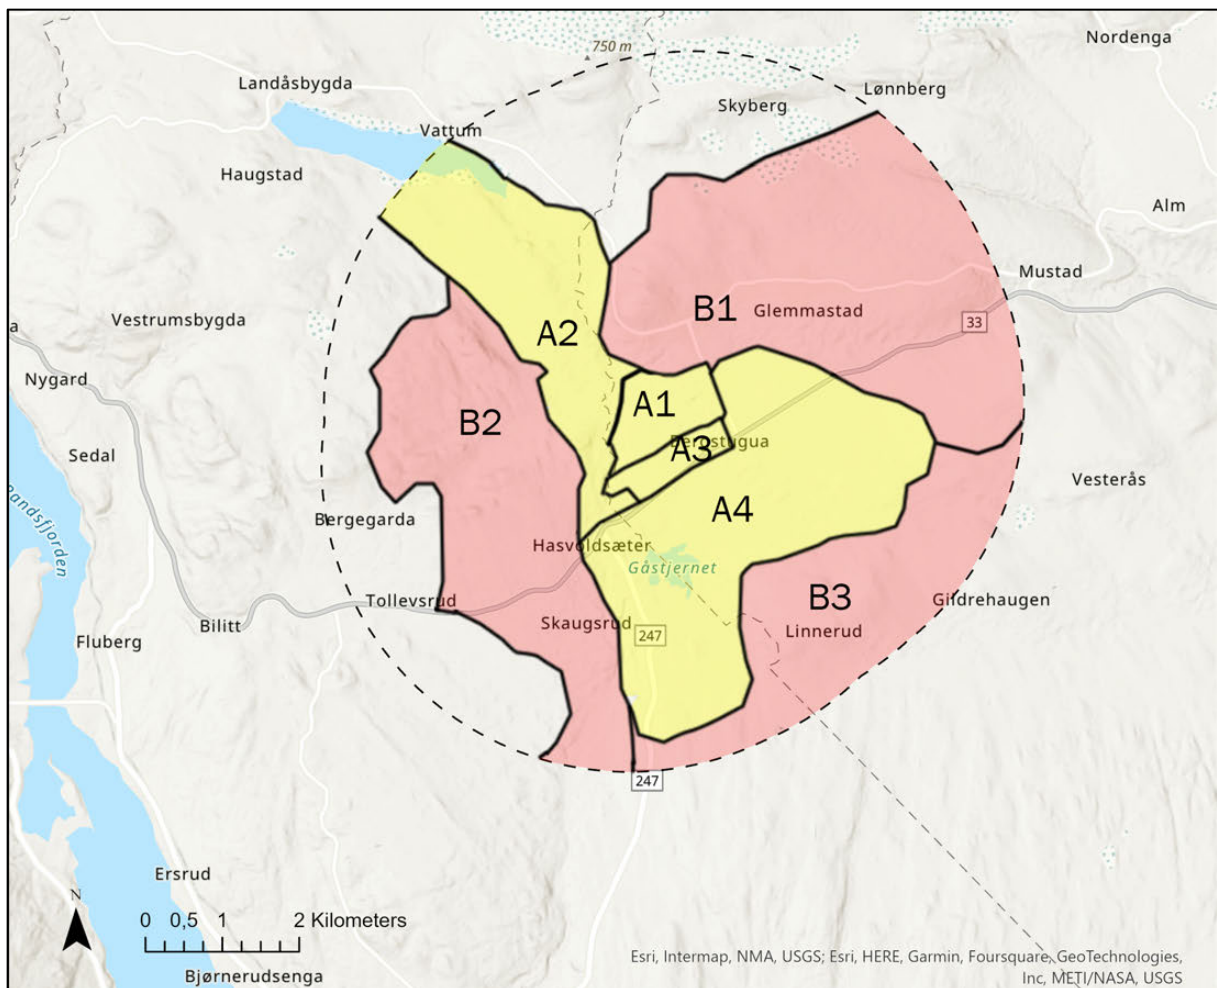 Nordenga
750 m
Landåsbygda
Lønnberg
Skyberg
Vattum
Haugstad
Alm
Mustad
B1
Glemmastad
Vestrumsbygda
33
a
A2
Nygard
A1
B2
Bergstugua
A3
Sedal
Vesterås
A4
Bergegarda
Randsfjorden
Hasvoldsæter
Gåstjernet
B3
Gildrehaugen
Tollevsrud
Skaugsrud
Bilitt
Linnerud
247
Fluberg
247
Ersrud
N
0 0,5 1 2 Kilometers
Esri, Intermap, NMA, USGS; Esri, HERE, Garmin, Foursquare, GeoTechnologies,
Bjørnerudsenga
Inc, METI/NASA, USGS